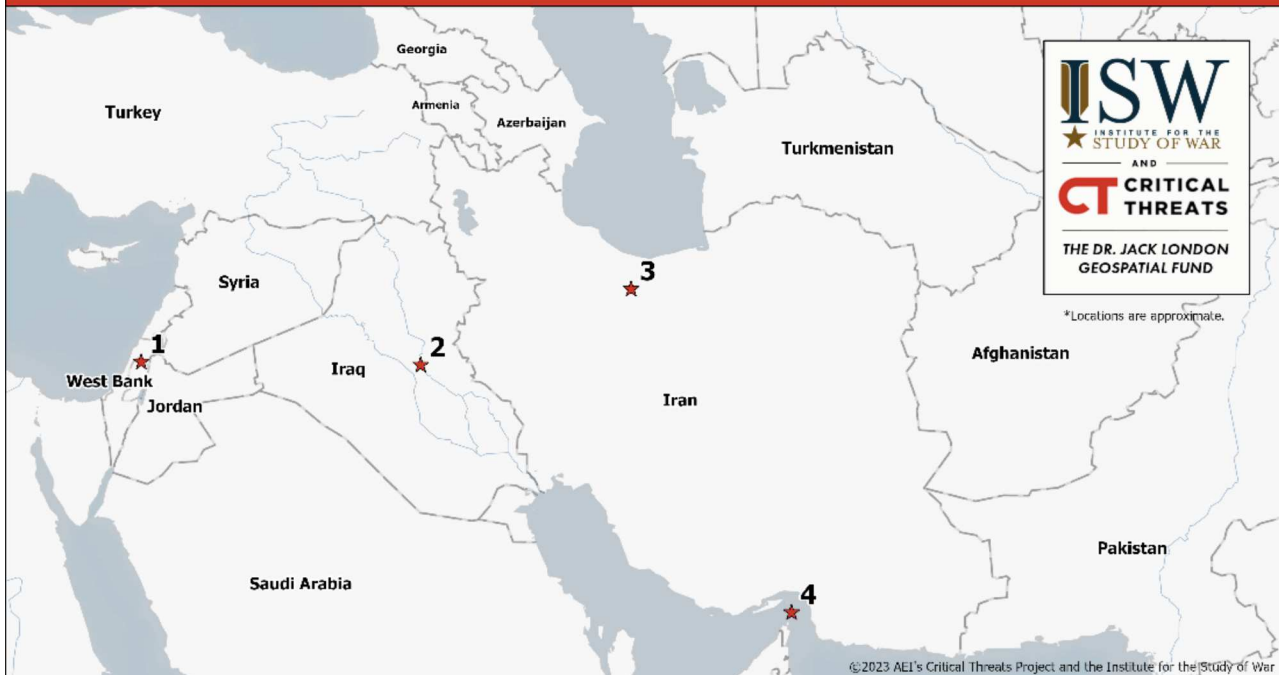 Georgia
Turkey
Armenia
Azerbaijan
Turkmenistan
ISW
INSTITUTE FOR THE
STUDY OF WAR
AND
CT CRITICAL
THREATS
THE DR. JACK LONDON
GEOSPATIAL FUND
*Locations are approximate.
3
Syria
1
2
West Bank
Iraq
Afghanistan
Jordan
Iran
Pakistan
Saudi Arabia
4
©2023 AEI's Critical Threats Project and the Institute for the Study of War